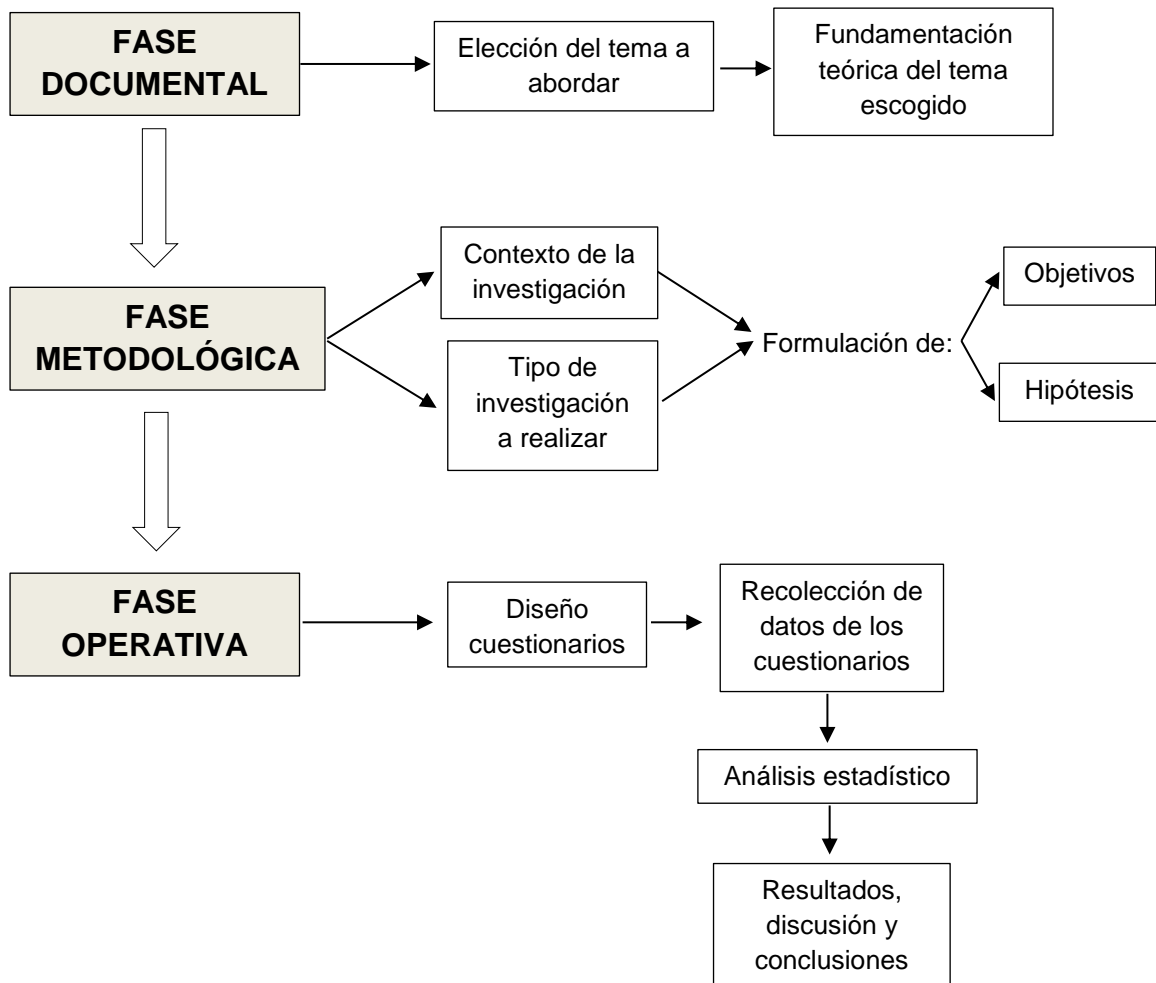 FASE
DOCUMENTAL
Elección del tema a
abordar
Fundamentación
teórica del tema
escogido
FASE
METODOLÓGICA
Contexto de la
investigación
Tipo de
investigación
a realizar
Formulación de:
Objetivos
Hipótesis
FASE
OPERATIVA
Diseño
cuestionarios
Recolección de
datos de los
cuestionarios
Análisis estadístico
Resultados,
discusión y
conclusiones